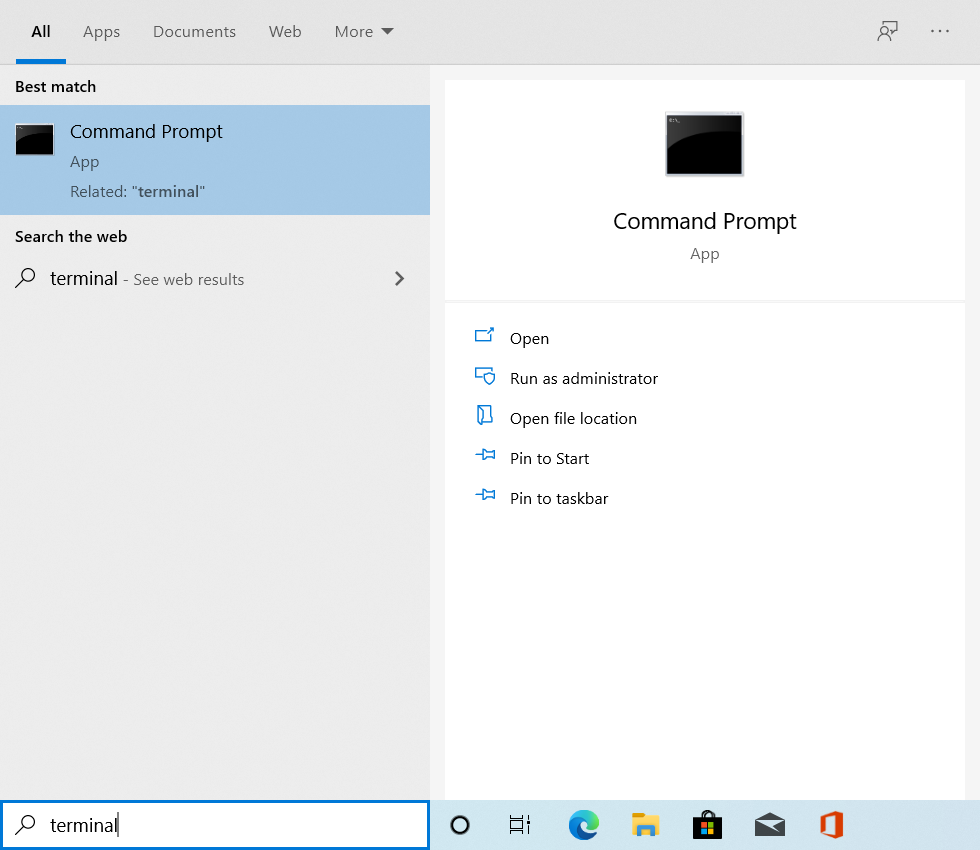 All Apps Documents Web More
Best match
Command Prompt
App
Related: "terminal"
Search the web
terminal - See web results
Command Prompt
App
Open
Run as administrator
Open file location
Pin to Start
Pin to taskbar
terminal